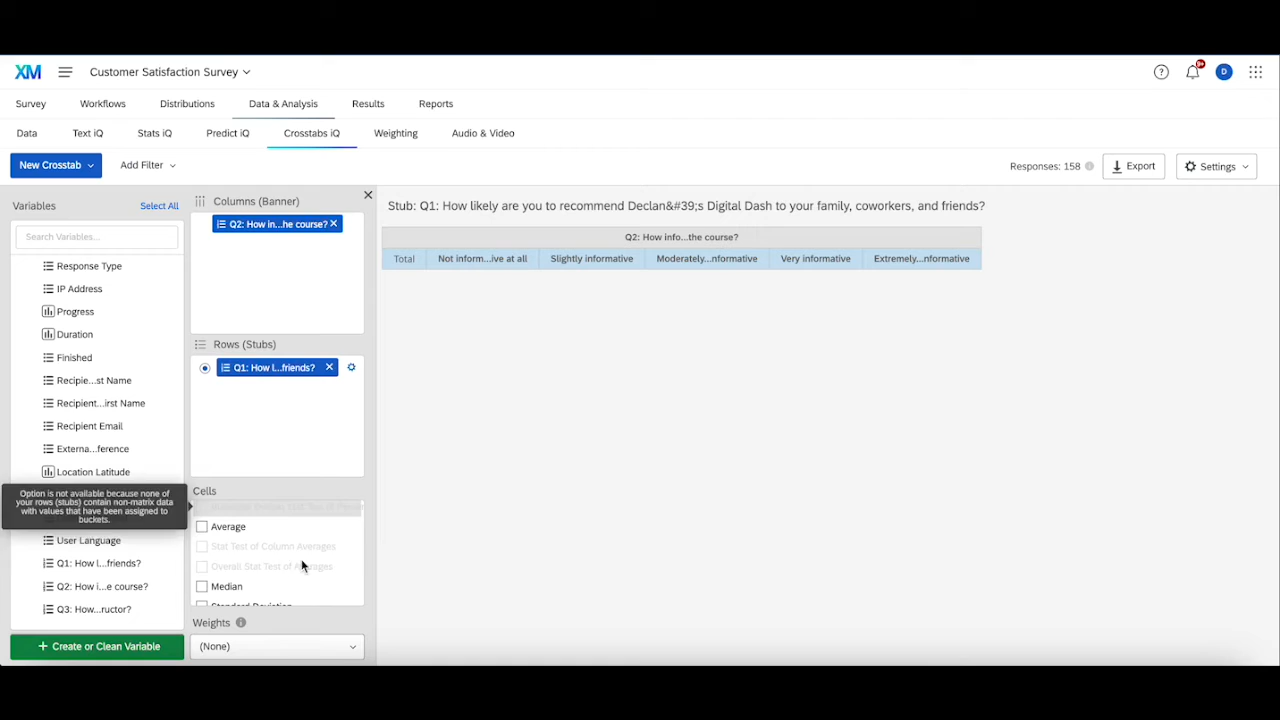 XM
Customer Satisfaction Survey
9+
D
Survey
Workflows
Distributions
Data & Analysis
Results
Reports
Data
Text iQ
Stats iQ
Predict iQ
Crosstabs iQ
Weighting
Audio & Video
New Crosstab
Add Filter
Responses: 158
Export
Settings
Variables
Select All
Search Variables...
Response Type
IP Address
Progress
Duration
Finished
Recipie...st Name
Recipient...irst Name
Recipient Email
Externa...ference
Location Latitude
Option is not available because none of
your rows (stubs) contain non-matrix data
with values that have been assigned to
buckets.
User Language
Q1: How l...friends?
Q2: How i...e course?
Q3: How...ructor?
+ Create or Clean Variable
Columns (Banner)
Q2: How in...he course?
Rows (Stubs)
Q1: How l...friends?
Cells
Average
Stat Test of Column Averages
Overall Stat Test of Averages
Median
Standard Deviation
Weights
(None)
Stub: Q1: How likely are you to recommend Declan&#39;s Digital Dash to your family, coworkers, and friends?
Q2: How info...the course?
Total
Not inform...ive at all
Slightly informative
Moderately...nformative
Very informative
Extremely...nformative